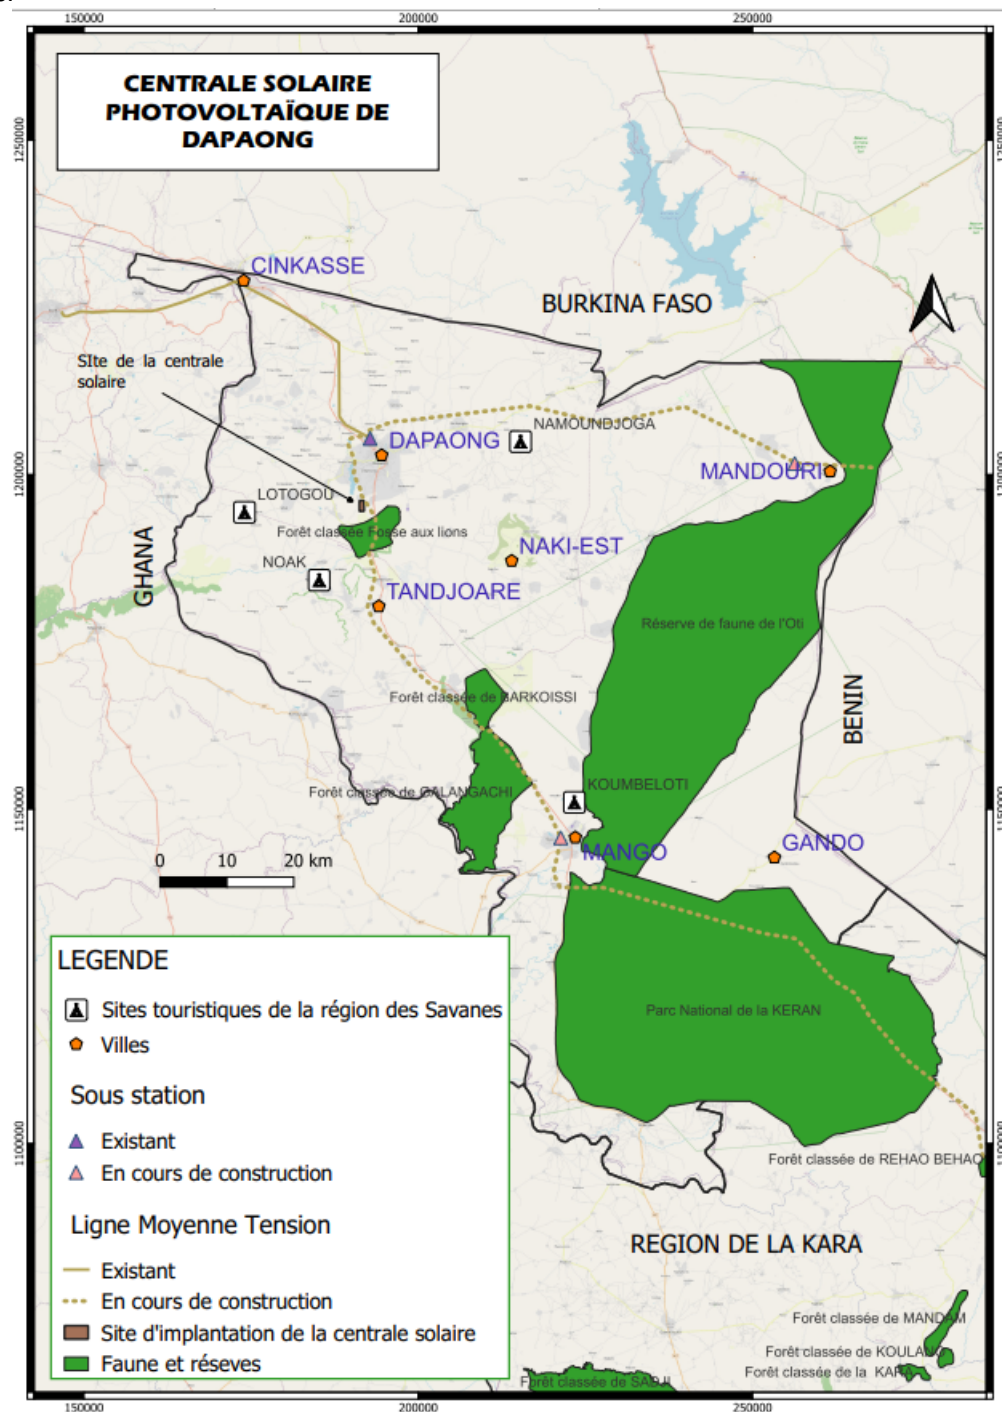 150000
200000
250000
CENTRALE SOLAIRE
PHOTOVOLTAÏQUE DE
DAPAONG
1250000
1250000
CINKASSE
BURKINA FASO
SIte de la centrale
solaire
NAMOUNDJOGA
DAPAONG
MANDOURI
1200000
1200000
LOTOGOU
Forêt classée Fosse aux lions
NAKI-EST
NOAK
GHANA
TANDJOARE
Réserve de faune de l'Oti
Forêt classée de BARKOISSI
BENIN
KOUMBELOTI
Forêt classée de GALANGACHI
1150000
1150000
MANGO
GANDO
0 10 20 km
LEGENDE
Sites touristiques de la région des Savanes
Villes
Sous station
Existant
En cours de construction
Ligne Moyenne Tension
Existant
En cours de construction
Site d'implantation de la centrale solaire
Faune et réseves
Parc National de la KERAN
1100000
1100000
Forêt classée de REHAO BEHAO
REGION DE LA KARA
Forêt classée de MANDAM
Forêt classée de KOULANG
Forêt classée de la KARA
Forêt classée de SADJI
150000
200000
250000